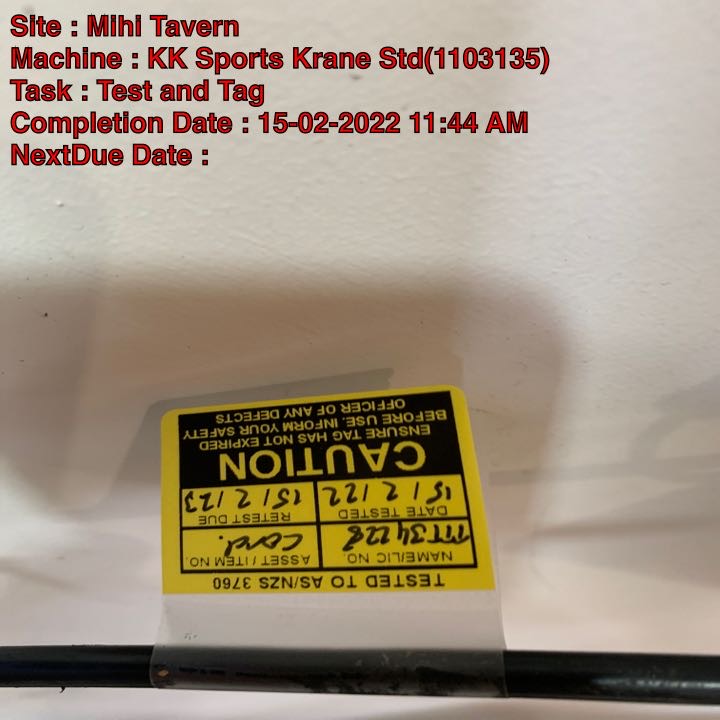 Site : Mihi Tavern
Machine : KK Sports Krane Std(1103135)
Task : Test and Tag
Completion Date : 15-02-2022 11:44 AM
NextDue Date :
TESTED TO AS/NZS 3760
NAME/LIC NO. ASSET / ITEM NO.
TTT34228 Cord.
DATE TESTED RETEST DUE
15 / 2 / 22 15 / 2 / 23
CAUTION
ENSURE TAG HAS NOT EXPIRED
BEFORE USE. INFORM YOUR SAFETY
OFFICER OF ANY DEFECTS